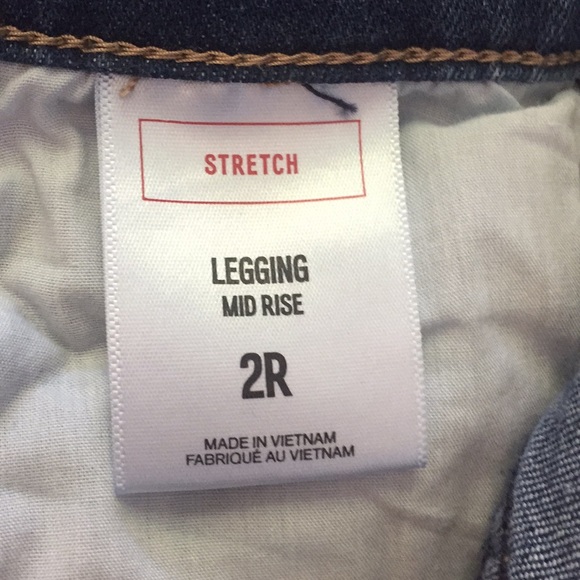 STRETCH
LEGGING
MID RISE
2R
MADE IN VIETNAM
FABRIQUÉ AU VIETNAM